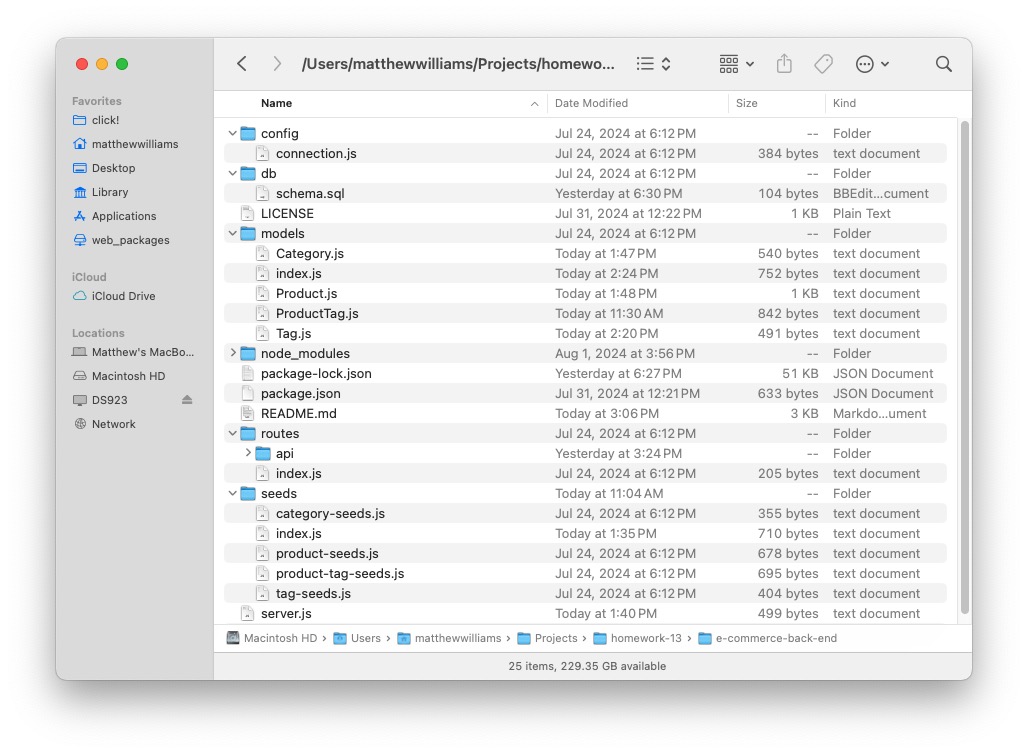 /Users/matthewwilliams/Projects/homewo...
Favorites
click!
matthewwilliams
Desktop
Library
Applications
web_packages
iCloud
iCloud Drive
Locations
Matthew's MacBo...
Macintosh HD
DS923
Network
Name Date Modified Size Kind
config Jul 24, 2024 at 6:12 PM -- Folder
connection.js Jul 24, 2024 at 6:12 PM 384 bytes text document
db Jul 24, 2024 at 6:12 PM -- Folder
schema.sql Yesterday at 6:30 PM 104 bytes BBEdit...cument
LICENSE Jul 31, 2024 at 12:22 PM 1 KB Plain Text
models Jul 24, 2024 at 6:12 PM -- Folder
Category.js Today at 1:47 PM 540 bytes text document
index.js Today at 2:24 PM 752 bytes text document
Product.js Today at 1:48 PM 1 KB text document
ProductTag.js Today at 11:30 AM 842 bytes text document
Tag.js Today at 2:20 PM 491 bytes text document
node_modules Aug 1, 2024 at 3:56 PM -- Folder
package-lock.json Yesterday at 6:27 PM 51 KB JSON Document
package.json Jul 31, 2024 at 12:21 PM 633 bytes JSON Document
README.md Today at 3:06 PM 3 KB Markdo...ument
routes Jul 24, 2024 at 6:12 PM -- Folder
api Yesterday at 3:24 PM -- Folder
index.js Jul 24, 2024 at 6:12 PM 205 bytes text document
seeds Today at 11:04 AM -- Folder
category-seeds.js Jul 24, 2024 at 6:12 PM 355 bytes text document
index.js Today at 1:35 PM 710 bytes text document
product-seeds.js Jul 24, 2024 at 6:12 PM 678 bytes text document
product-tag-seeds.js Jul 24, 2024 at 6:12 PM 695 bytes text document
tag-seeds.js Jul 24, 2024 at 6:12 PM 404 bytes text document
server.js Today at 1:40 PM 499 bytes text document
Macintosh HD › Users › matthewwilliams › Projects › homework-13 › e-commerce-back-end
25 items, 229.35 GB available